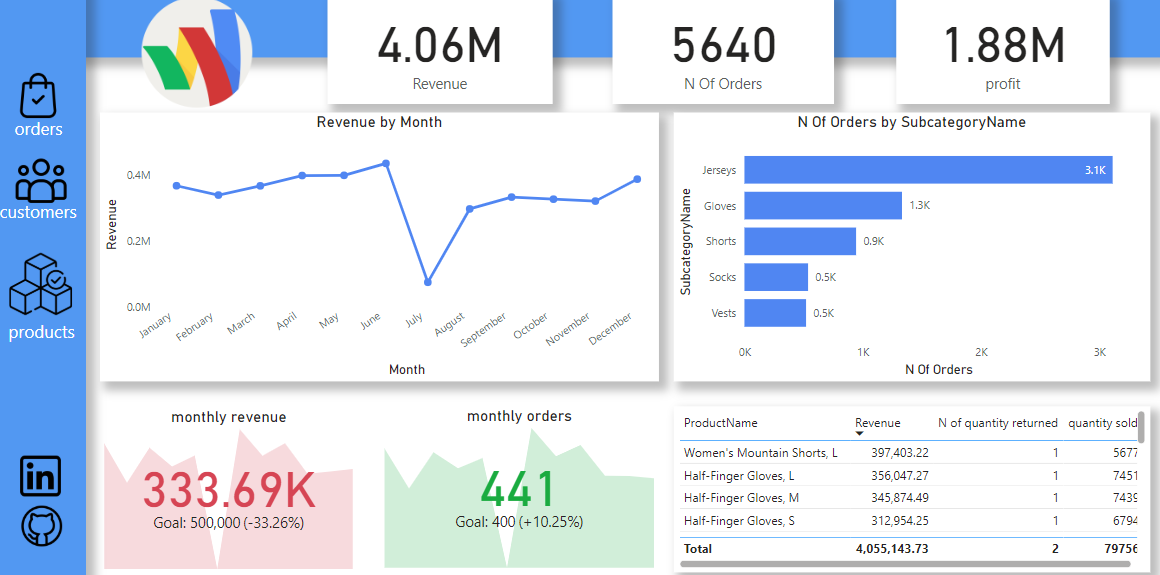 4.06M
Revenue
5640
N Of Orders
1.88M
profit
orders
customers
products
Revenue by Month
Revenue
0.4M
0.2M
0.0M
January
February
March
April
May
June
July
August
September
October
November
December
Month
N Of Orders by SubcategoryName
SubcategoryName
Jerseys 3.1K
Gloves 1.3K
Shorts 0.9K
Socks 0.5K
Vests 0.5K
0K 1K 2K 3K
N Of Orders
monthly revenue
333.69K
Goal: 500,000 (-33.26%)
monthly orders
441
Goal: 400 (+10.25%)
ProductName Revenue N of quantity returned quantity sold
Women's Mountain Shorts, L 397,403.22 1 5677
Half-Finger Gloves, L 356,047.27 1 7451
Half-Finger Gloves, M 345,874.49 1 7439
Half-Finger Gloves, S 312,954.25 1 6794
Total 4,055,143.73 2 79756
in